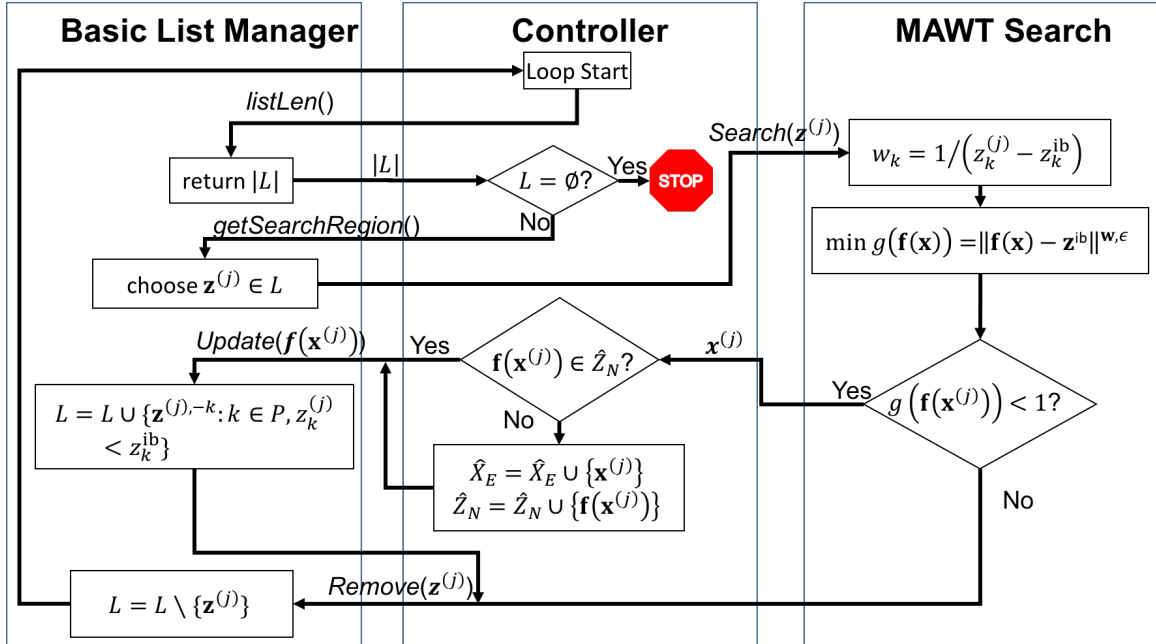 Basic List Manager
Controller
MAWT Search
Loop Start
listLen()
Search(𝒛⁽ʲ⁾)
w_k = 1/(z_k^{(j)} − z_k^{ib})
return |L|
|L|
L = ∅?
Yes
STOP
No
getSearchRegion()
min g(𝐟(𝐱)) =‖𝐟(𝐱) − 𝐳^{ib}‖^{𝐰,ϵ}
choose 𝐳^{(j)} ∈ L
Update(𝒇(𝐱^{(j)}))
Yes
𝐟(𝐱^{(j)}) ∈ Ẑ_N?
𝒙^{(j)}
Yes
g(𝐟(𝐱^{(j)})) < 1?
L = L ∪ {𝐳^{(j),−k}: k ∈ P, z_k^{(j)}
< z_k^{ib}}
No
X̂_E = X̂_E ∪ {𝐱^{(j)}}
Ẑ_N = Ẑ_N ∪ {𝐟(𝐱^{(j)})}
No
Remove(𝒛^{(j)})
L = L ∖ {𝐳^{(j)}}